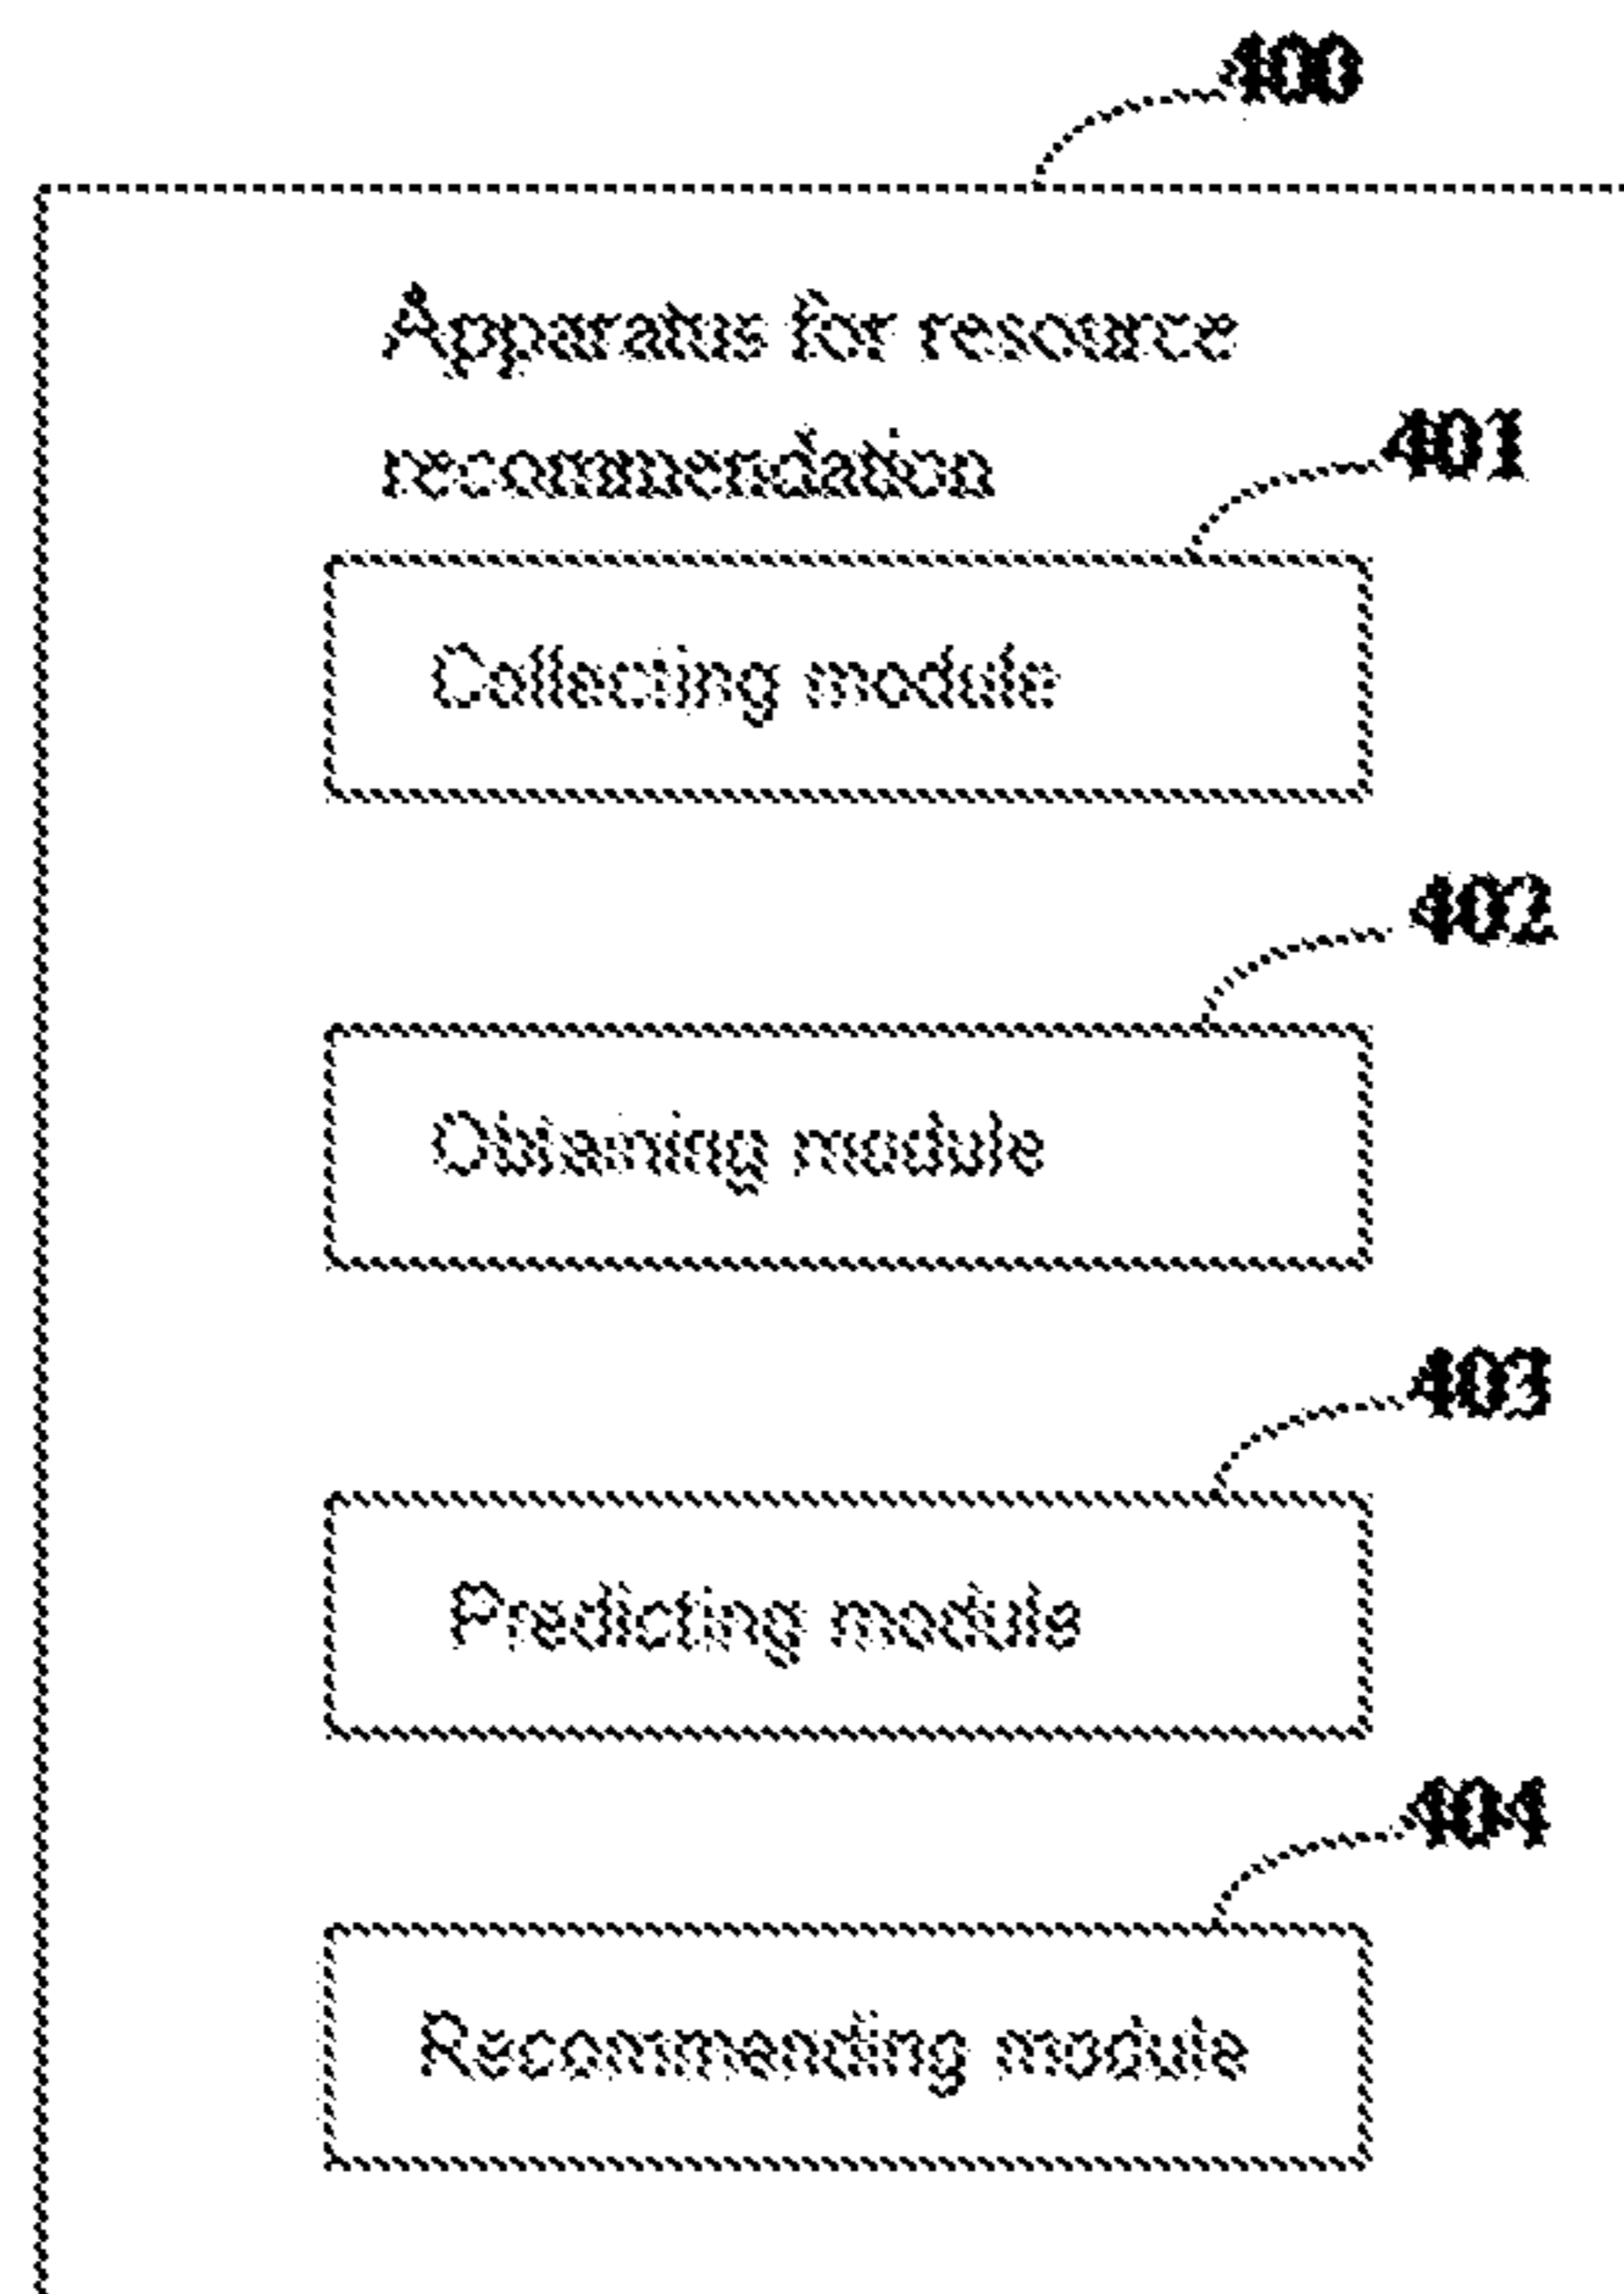 400
Apparatus for resource
recommendation
401
Collecting module
402
Obtaining module
403
Predicting module
404
Recommending module